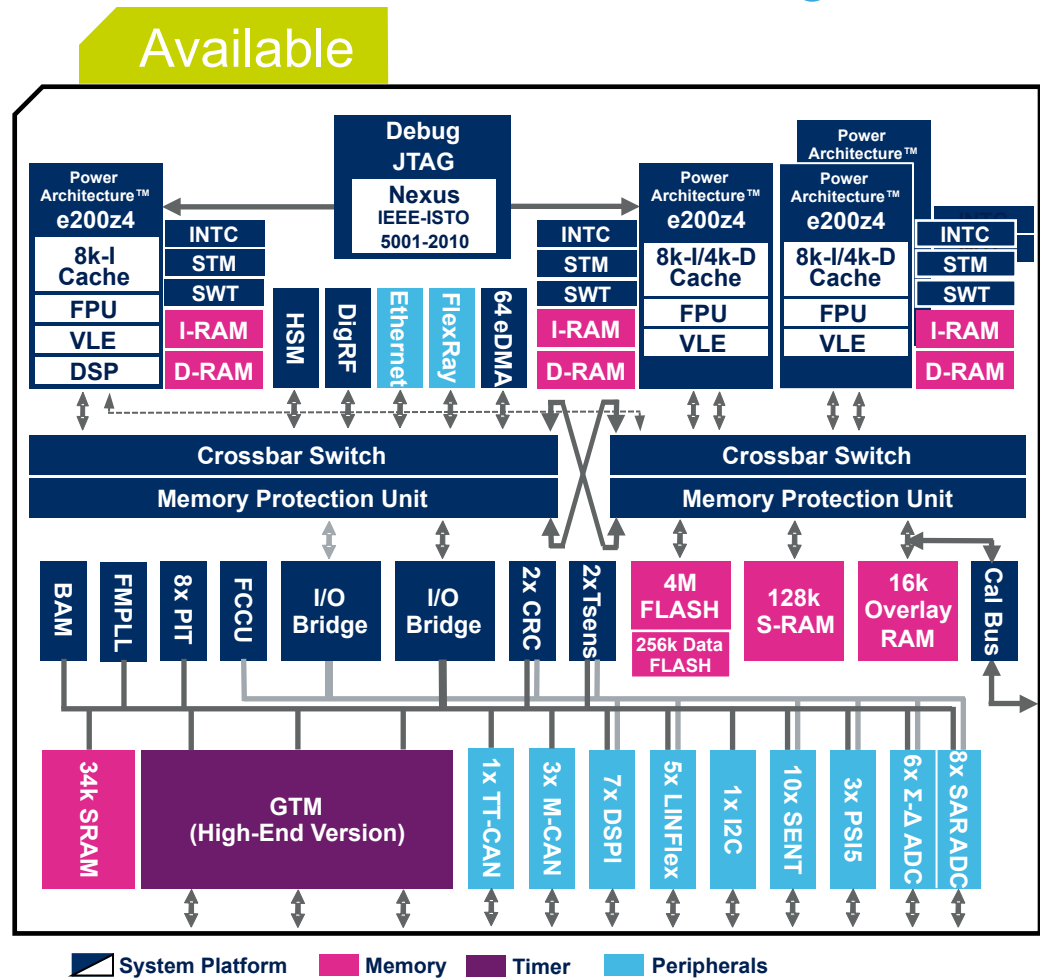 Available
Debug
JTAG
Nexus
IEEE-ISTO
5001-2010
Power
Architecture™
e200z4
8k-I
Cache
FPU
VLE
DSP
INTC
STM
SWT
I-RAM
D-RAM
HSM
DigRF
Ethernet
FlexRay
64 eDMA
INTC
STM
SWT
I-RAM
D-RAM
Power
Architecture™
e200z4
8k-I/4k-D
Cache
FPU
VLE
Power
Architecture™
Power
Architecture™
e200z4
8k-I/4k-D
Cache
FPU
VLE
INTC
STM
SWT
I-RAM
D-RAM
Crossbar Switch
Memory Protection Unit
Crossbar Switch
Memory Protection Unit
BAM
FMPLL
8x PIT
FCCU
I/O
Bridge
I/O
Bridge
2x CRC
2xTsens
4M
FLASH
256k Data
FLASH
128k
S-RAM
16k
Overlay
RAM
Cal Bus
34k SRAM
GTM
(High-End Version)
1x TT-CAN
3x M-CAN
7x DSPI
5x LINFlex
1x I2C
10x SENT
3x PSI5
6x Σ-Δ ADC
8x SAR ADC
System Platform
Memory
Timer
Peripherals